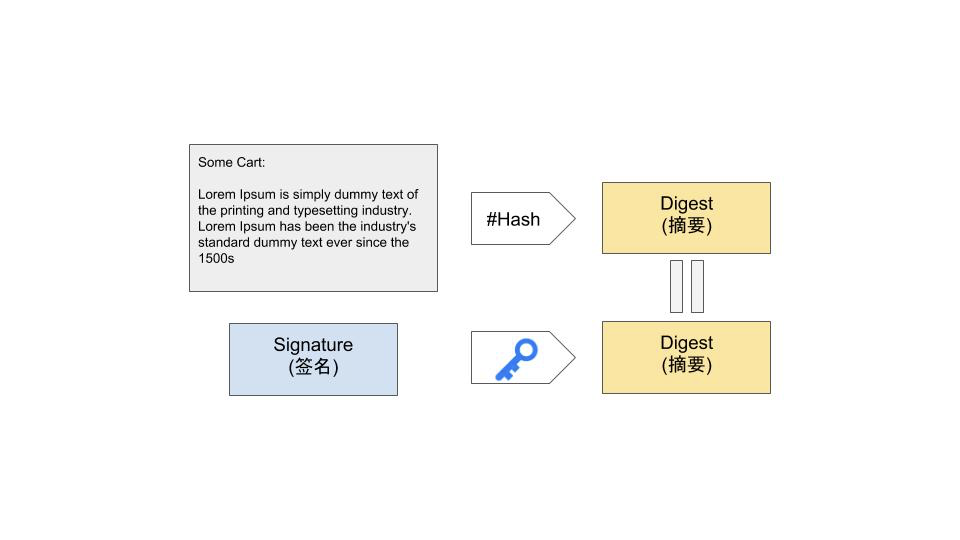 Some Cart:
Lorem Ipsum is simply dummy text of
the printing and typesetting industry.
Lorem Ipsum has been the industry's
standard dummy text ever since the
1500s
#Hash
Digest
(摘要)
Signature
(签名)
Digest
(摘要)